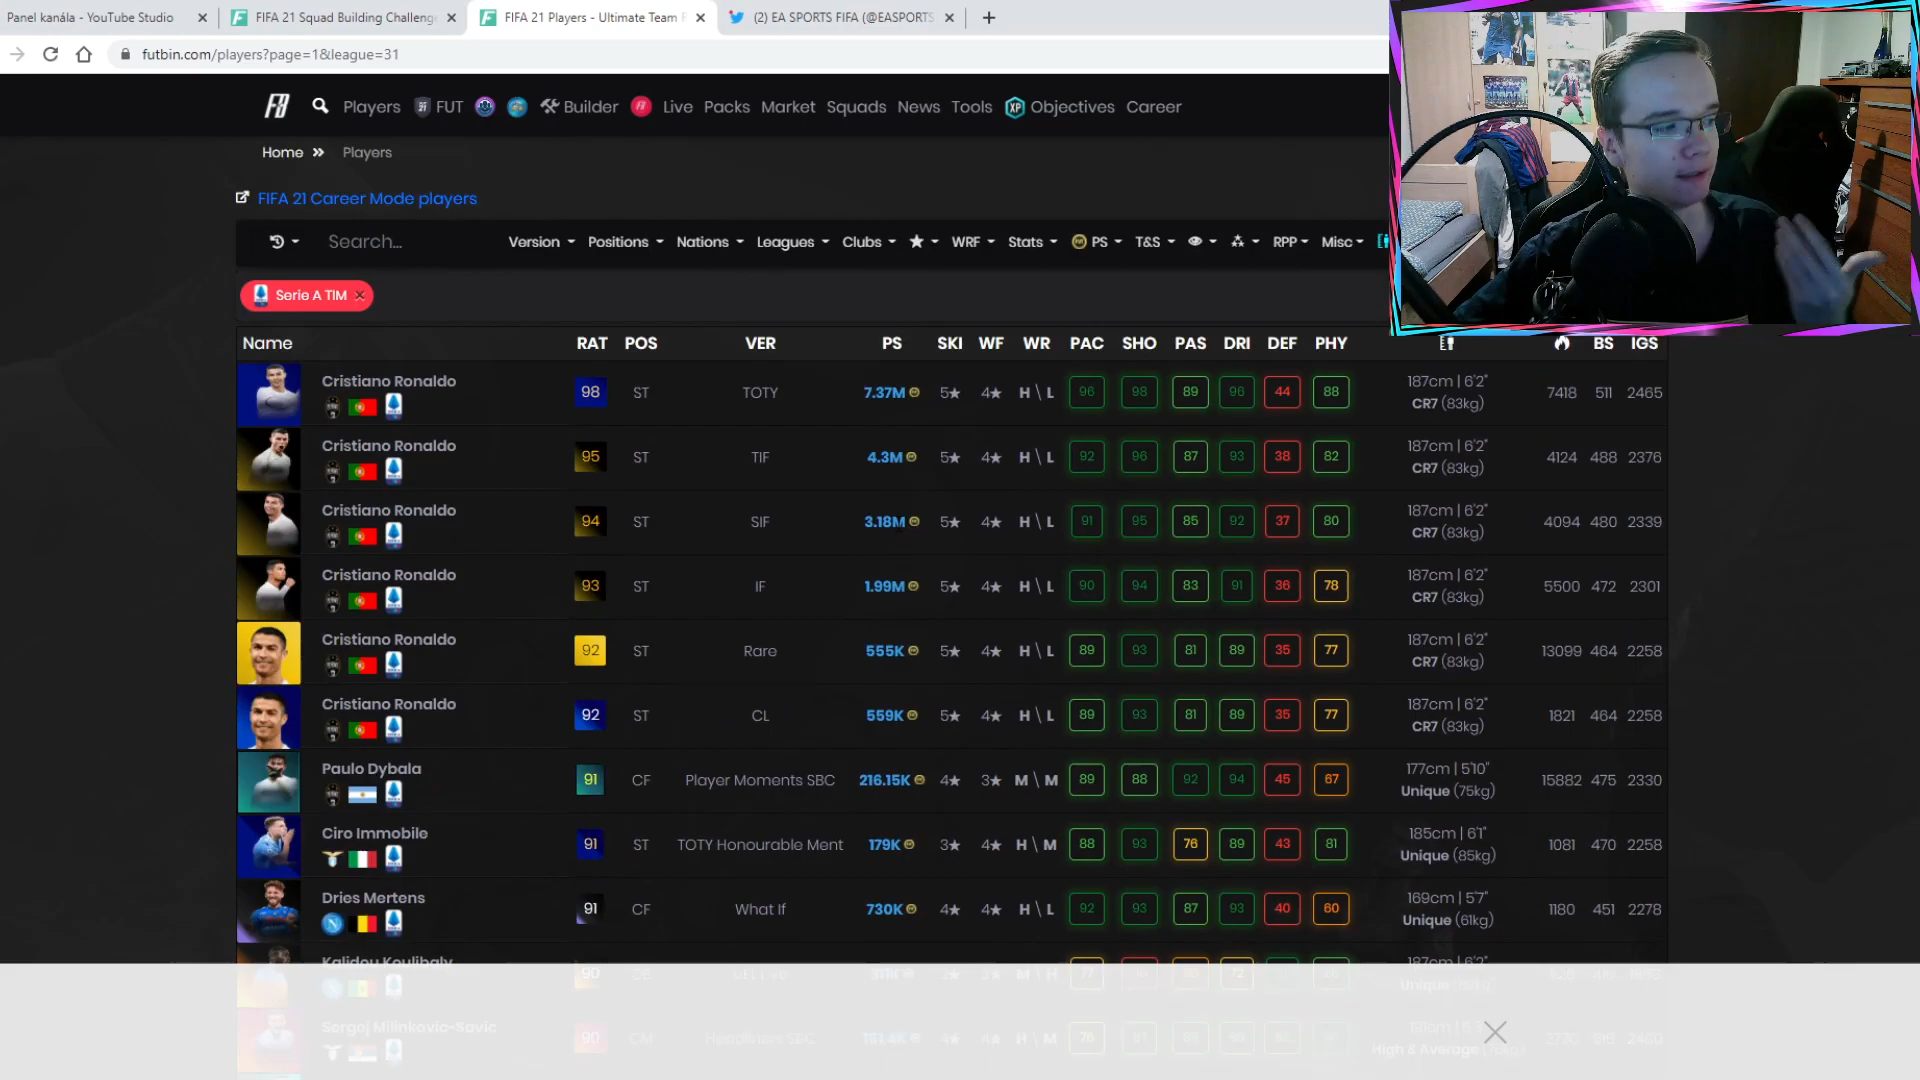 Panel kanála - YouTube Studio
FIFA 21 Squad Building Challeng
FIFA 21 Players - Ultimate Team F
(2) EA SPORTS FIFA (@EASPORTS
futbin.com/players?page=1&league=31
FB Players FUT Builder Live Packs Market Squads News Tools XP Objectives Career
Home » Players
FIFA 21 Career Mode players
Search... Version Positions Nations Leagues Clubs WRF Stats PS T&S RPP Misc
Serie A TIM
Name RAT POS VER PS SKI WF WR PAC SHO PAS DRI DEF PHY BS IGS
Cristiano Ronaldo 98 ST TOTY 7.37M 5★ 4★ H \ L 96 98 89 96 44 88 187cm | 6'2" CR7 (83kg) 7418 511 2465
Cristiano Ronaldo 95 ST TIF 4.3M 5★ 4★ H \ L 92 96 87 93 38 82 187cm | 6'2" CR7 (83kg) 4124 488 2376
Cristiano Ronaldo 94 ST SIF 3.18M 5★ 4★ H \ L 91 95 85 92 37 80 187cm | 6'2" CR7 (83kg) 4094 480 2339
Cristiano Ronaldo 93 ST IF 1.99M 5★ 4★ H \ L 90 94 83 91 36 78 187cm | 6'2" CR7 (83kg) 5500 472 2301
Cristiano Ronaldo 92 ST Rare 555K 5★ 4★ H \ L 89 93 81 89 35 77 187cm | 6'2" CR7 (83kg) 13099 464 2258
Cristiano Ronaldo 92 ST CL 559K 5★ 4★ H \ L 89 93 81 89 35 77 187cm | 6'2" CR7 (83kg) 1821 464 2258
Paulo Dybala 91 CF Player Moments SBC 216.15K 4★ 3★ M \ M 89 88 92 94 45 67 177cm | 5'10" Unique (75kg) 15882 475 2330
Ciro Immobile 91 ST TOTY Honourable Ment 179K 3★ 4★ H \ M 88 93 76 89 43 81 185cm | 6'1" Unique (85kg) 1081 470 2258
Dries Mertens 91 CF What If 730K 4★ 4★ H \ L 92 93 87 93 40 60 169cm | 5'7" Unique (61kg) 1180 451 2278
Kalidou Koulibaly 187cm | 6'2"
Sergej Milinkovic-Savic 90 CM Headliners SBC